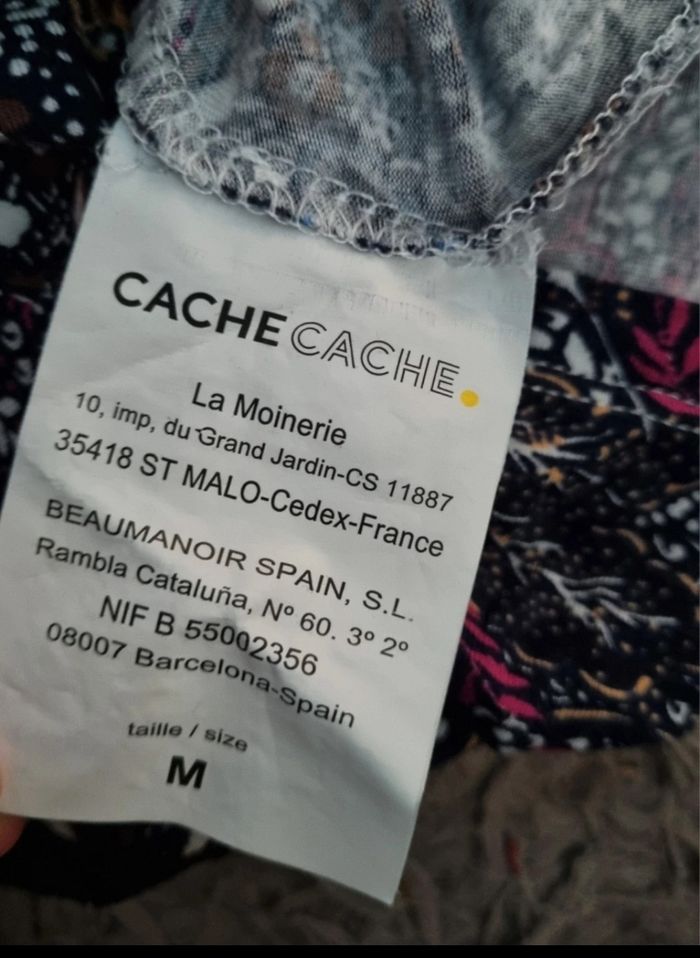 CACHE CACHE.
La Moinerie
10, imp, du Grand Jardin-CS 11887
35418 ST MALO-Cedex-France
BEAUMANOIR SPAIN, S.L.
Rambla Cataluña, Nº 60. 3º 2º
NIF B 55002356
08007 Barcelona-Spain
taille / size
M